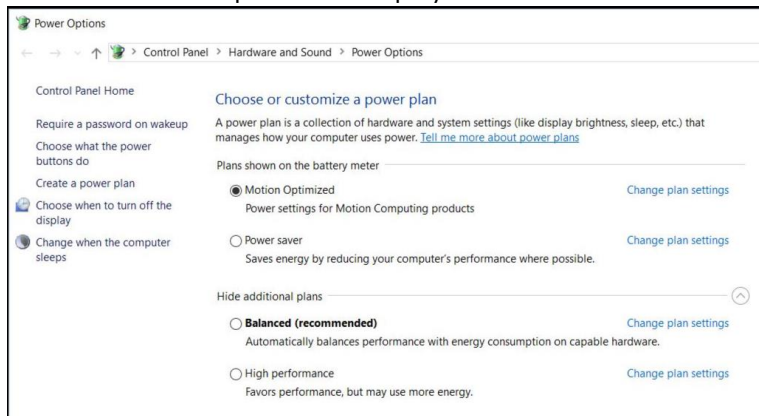 Power Options
Control Panel > Hardware and Sound > Power Options
Control Panel Home
Require a password on wakeup
Choose what the power
buttons do
Create a power plan
Choose when to turn off the
display
Change when the computer
sleeps
Choose or customize a power plan
A power plan is a collection of hardware and system settings (like display brightness, sleep, etc.) that
manages how your computer uses power. Tell me more about power plans
Plans shown on the battery meter
Motion Optimized Change plan settings
Power settings for Motion Computing products
Power saver Change plan settings
Saves energy by reducing your computer's performance where possible.
Hide additional plans
Balanced (recommended) Change plan settings
Automatically balances performance with energy consumption on capable hardware.
High performance Change plan settings
Favors performance, but may use more energy.